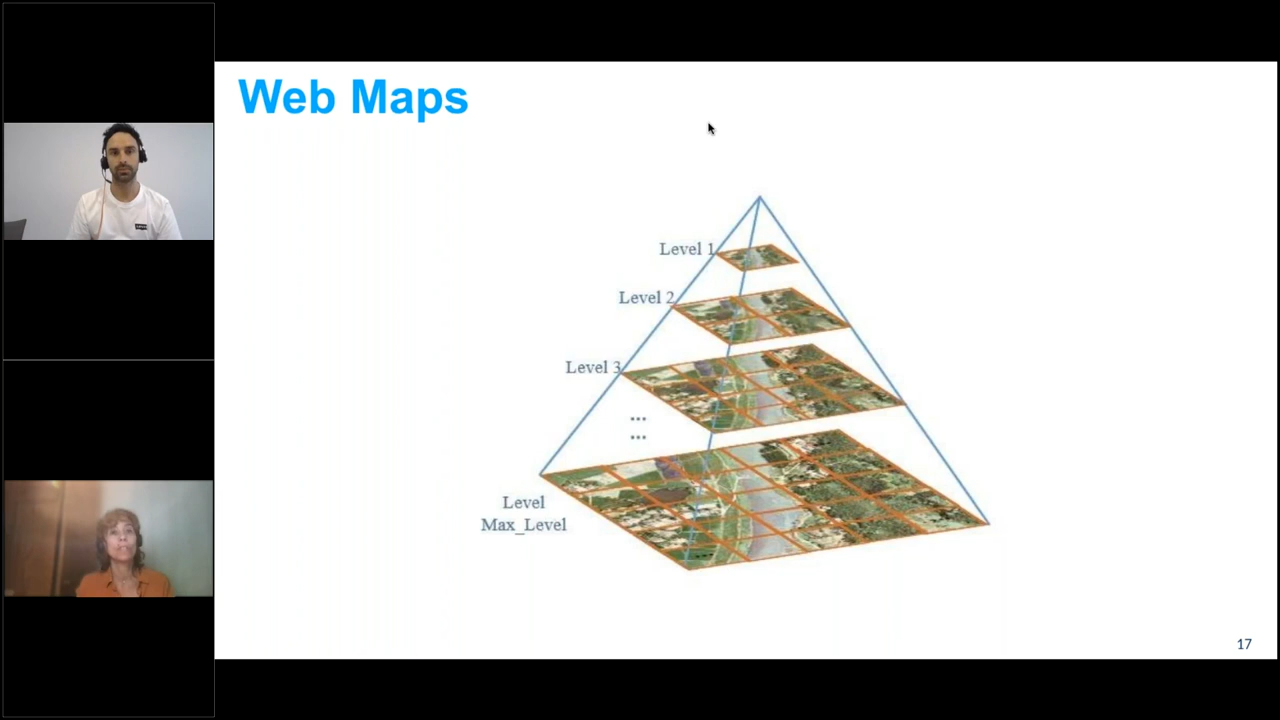 Web Maps
Level 1
Level 2
Level 3
...
...
Level
Max_Level
17